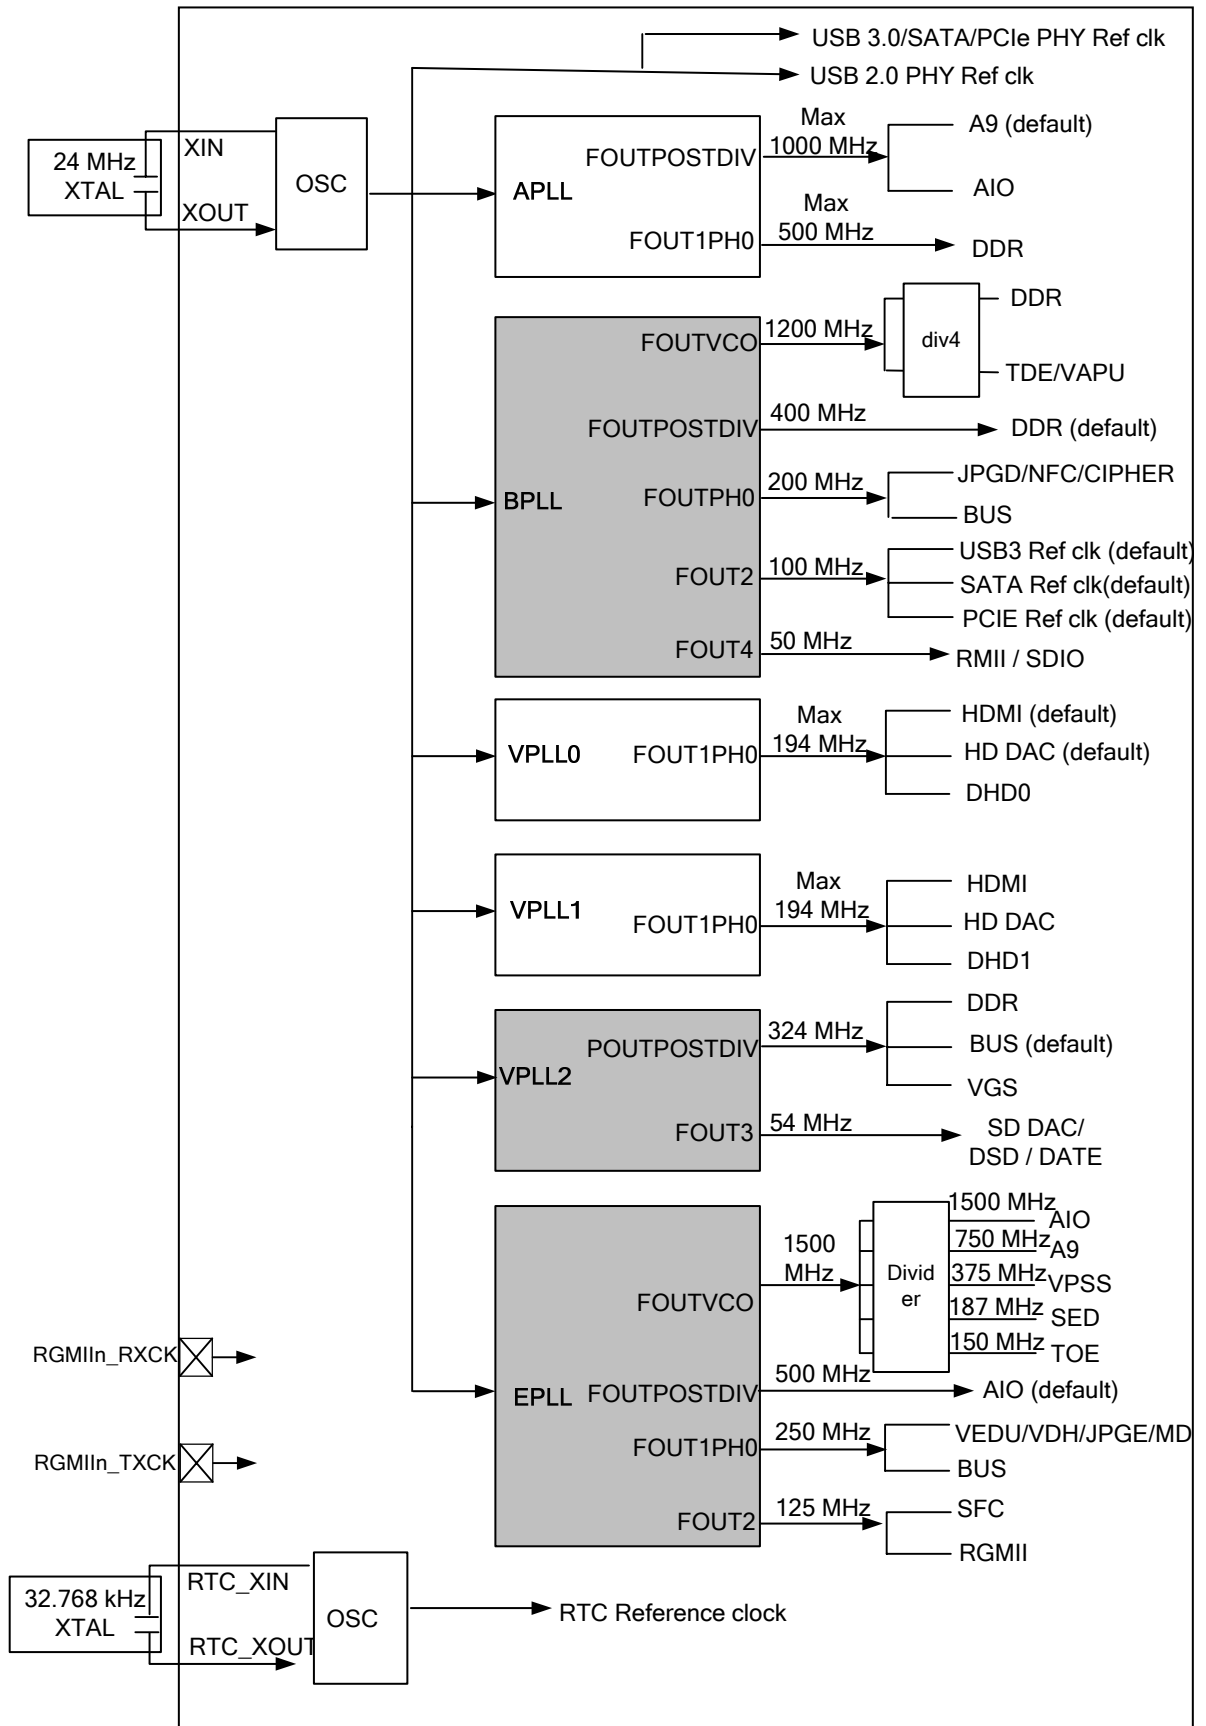 USB 3.0/SATA/PCIe PHY Ref clk
USB 2.0 PHY Ref clk
24 MHz
XTAL
XIN
XOUT
OSC
APLL
FOUTPOSTDIV
Max
1000 MHz
A9 (default)
AIO
FOUT1PH0
Max
500 MHz
DDR
BPLL
FOUTVCO
1200 MHz
div4
DDR
TDE/VAPU
FOUTPOSTDIV
400 MHz
DDR (default)
FOUTPH0
200 MHz
JPGD/NFC/CIPHER
BUS
FOUT2
100 MHz
USB3 Ref clk (default)
SATA Ref clk(default)
PCIE Ref clk (default)
FOUT4
50 MHz
RMII / SDIO
VPLL0
FOUT1PH0
Max
194 MHz
HDMI (default)
HD DAC (default)
DHD0
VPLL1
FOUT1PH0
Max
194 MHz
HDMI
HD DAC
DHD1
VPLL2
POUTPOSTDIV
324 MHz
DDR
BUS (default)
VGS
FOUT3
54 MHz
SD DAC/
DSD / DATE
EPLL
FOUTVCO
1500
MHz
Divid
er
1500 MHz
AIO
750 MHz
A9
375 MHz
VPSS
187 MHz
SED
150 MHz
TOE
FOUTPOSTDIV
500 MHz
AIO (default)
FOUT1PH0
250 MHz
VEDU/VDH/JPGE/MD
BUS
FOUT2
125 MHz
SFC
RGMII
RGMIIn_RXCK
RGMIIn_TXCK
32.768 kHz
XTAL
RTC_XIN
RTC_XOUT
OSC
RTC Reference clock